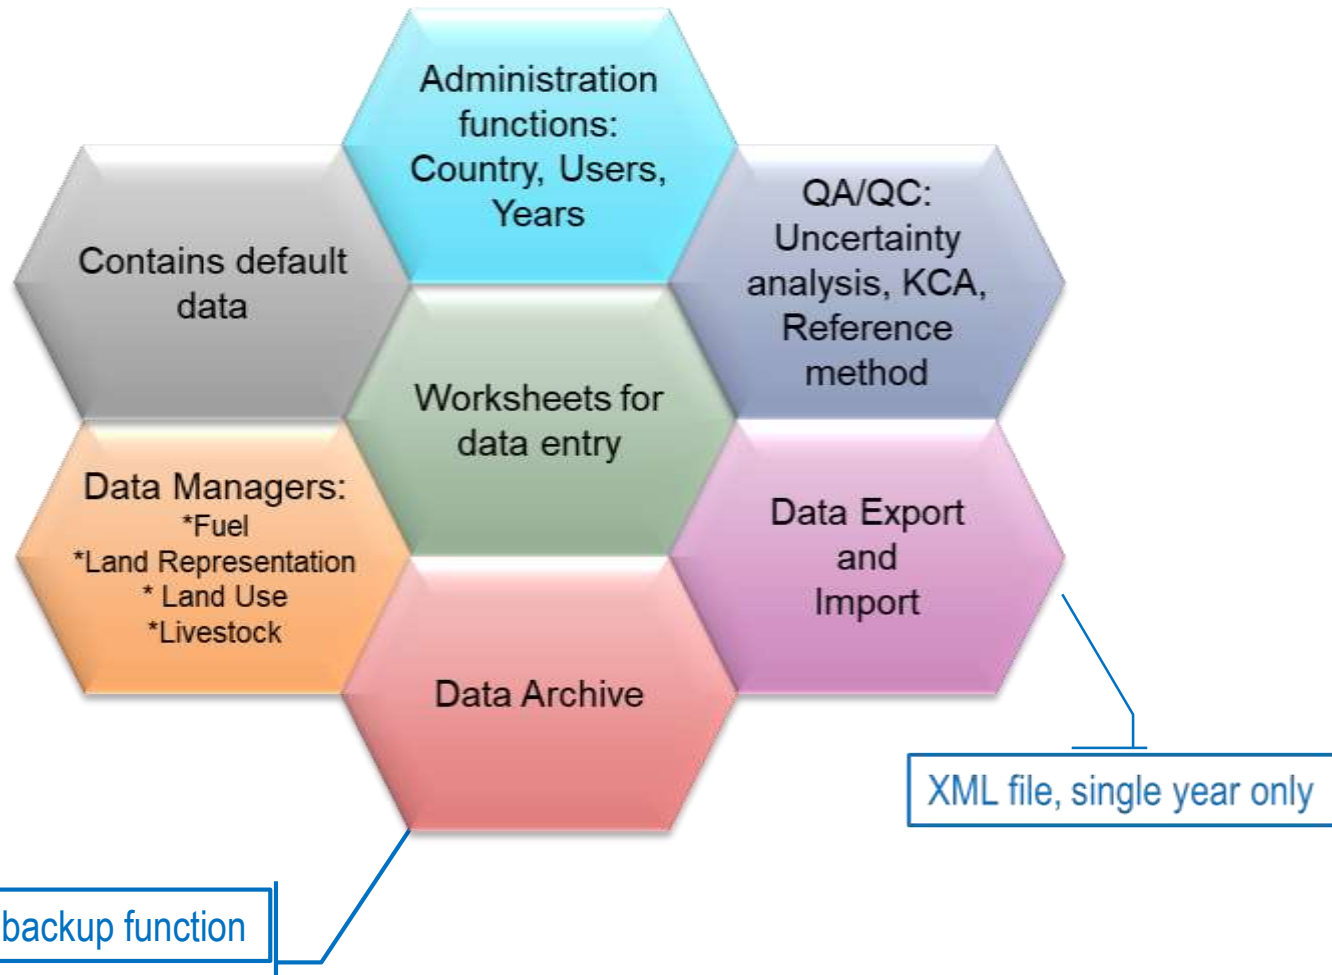 Administration
functions:
Country, Users,
Years
QA/QC:
Uncertainty
analysis, KCA,
Reference
method
Contains default
data
Worksheets for
data entry
Data Managers:
*Fuel
*Land Representation
* Land Use
*Livestock
Data Export
and
Import
Data Archive
XML file, single year only
backup function